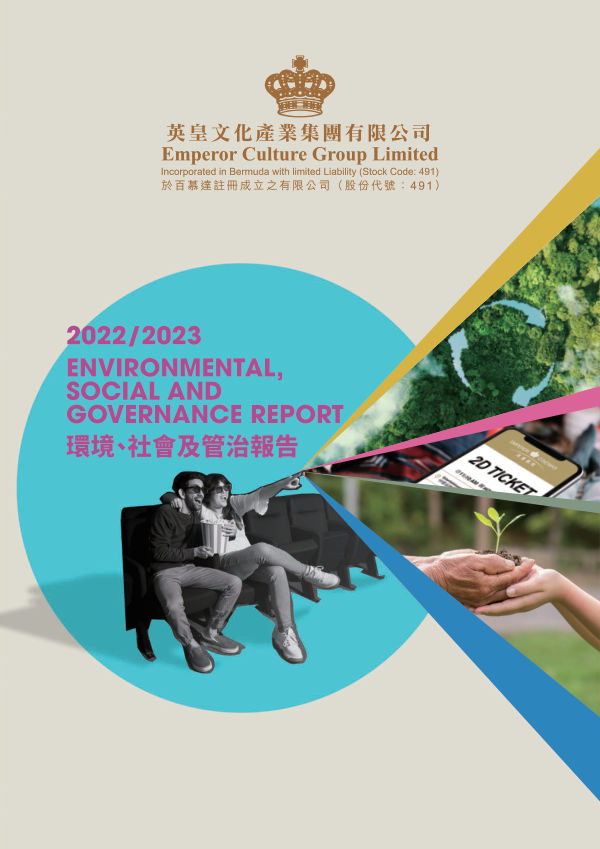 英皇文化產業集團有限公司
Emperor Culture Group Limited
Incorporated in Bermuda with limited Liability (Stock Code: 491)
於百慕達註冊成立之有限公司（股份代號：491）
2022/2023
ENVIRONMENTAL,
SOCIAL AND
GOVERNANCE REPORT
環境、社會及管治報告
EMPEROR CINEMAS
2D TICKET